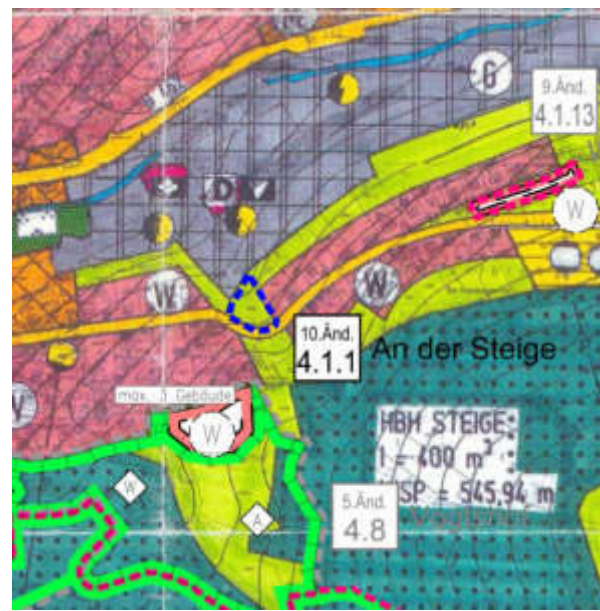 G
9.Änd.
4.1.13
D
W
W
W
10.Änd.
4.1.1
An der Steige
max. 3 Gebäude
W
W
HBH STEIGE:
I = 400 m³
SP = 545.94 m
W
A
5.Änd.
4.8